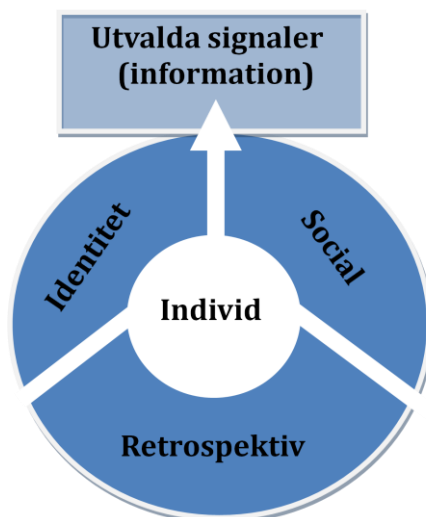 Utvalda signaler
(information)
Identitet
Social
Individ
Retrospektiv